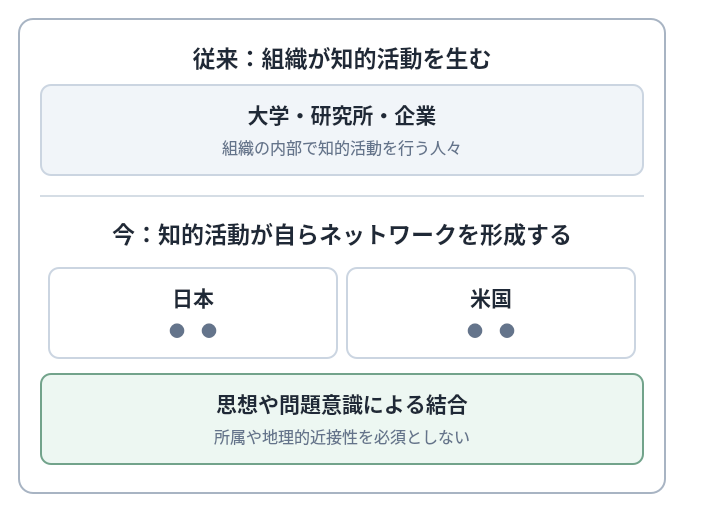 従来：組織が知的活動を生む
大学・研究所・企業
組織の内部で知的活動を行う人々
今：知的活動が自らネットワークを形成する
日本
米国
思想や問題意識による結合
所属や地理的近接性を必須としない